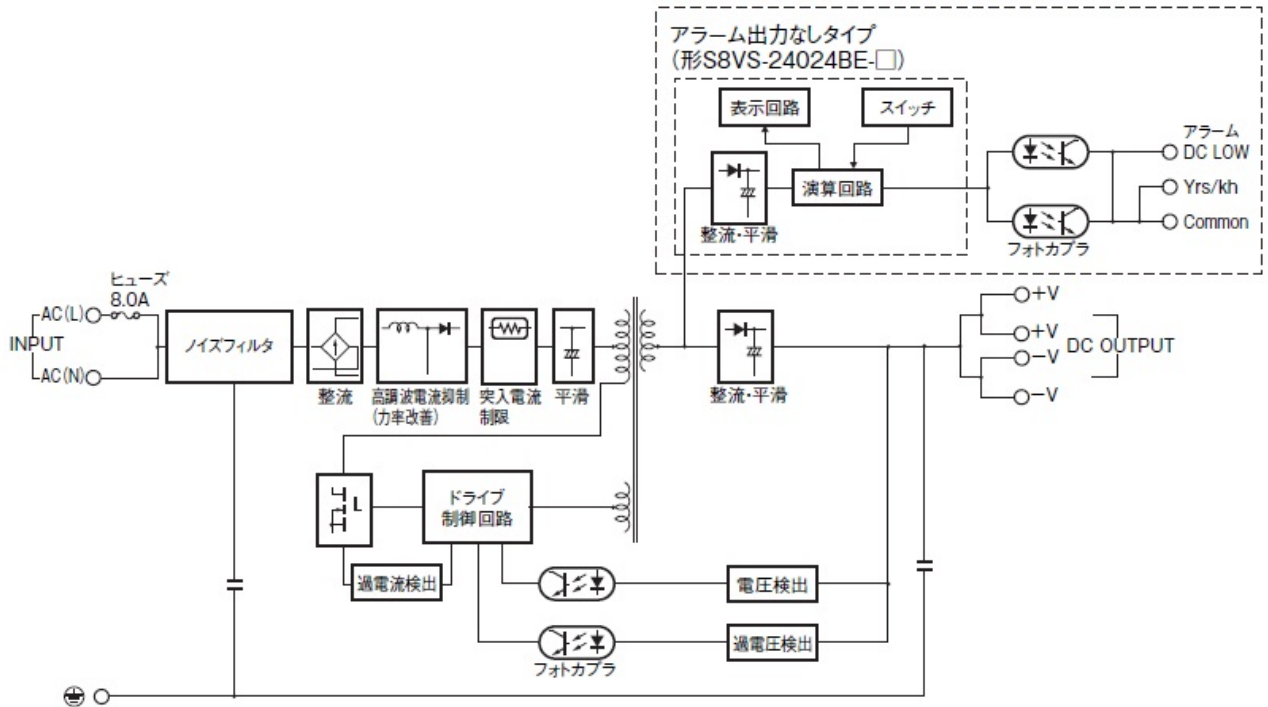 アラーム出力なしタイプ
(形S8VS-24024BE-□)
表示回路
スイッチ
演算回路
整流・平滑
フォトカプラ
アラーム
DC LOW
Yrs/kh
Common
ヒューズ
8.0A
AC(L)
INPUT
AC(N)
ノイズフィルタ
整流
高調波電流抑制
(力率改善)
突入電流
制限
平滑
整流・平滑
+V
+V
DC OUTPUT
−V
−V
ドライブ
制御回路
過電流検出
電圧検出
過電圧検出
フォトカプラ